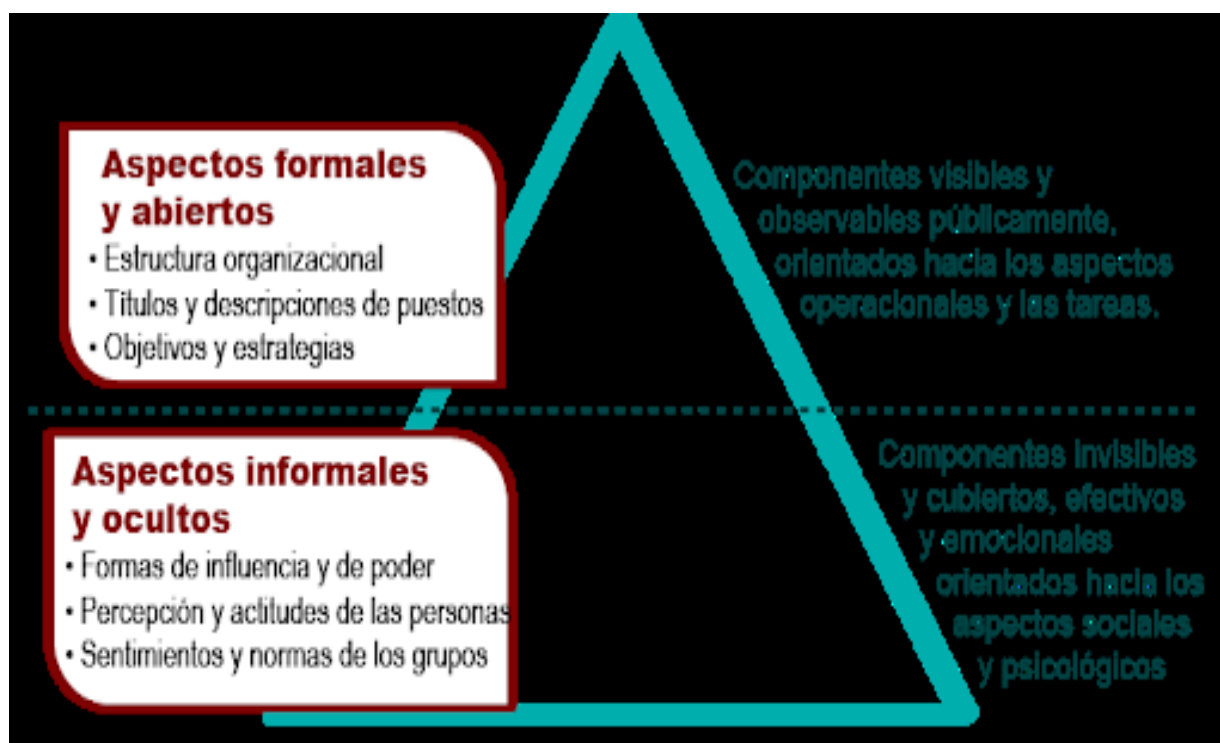 Aspectos formales
y abiertos
• Estructura organizacional
• Títulos y descripciones de puestos
• Objetivos y estrategias
Componentes visibles y
observables públicamente,
orientados hacia los aspectos
operacionales y las tareas.
Aspectos informales
y ocultos
• Formas de influencia y de poder
• Percepción y actitudes de las personas
• Sentimientos y normas de los grupos
Componentes invisibles
y cubiertos, efectivos
y emocionales
orientados hacia los
aspectos sociales
y psicológicos